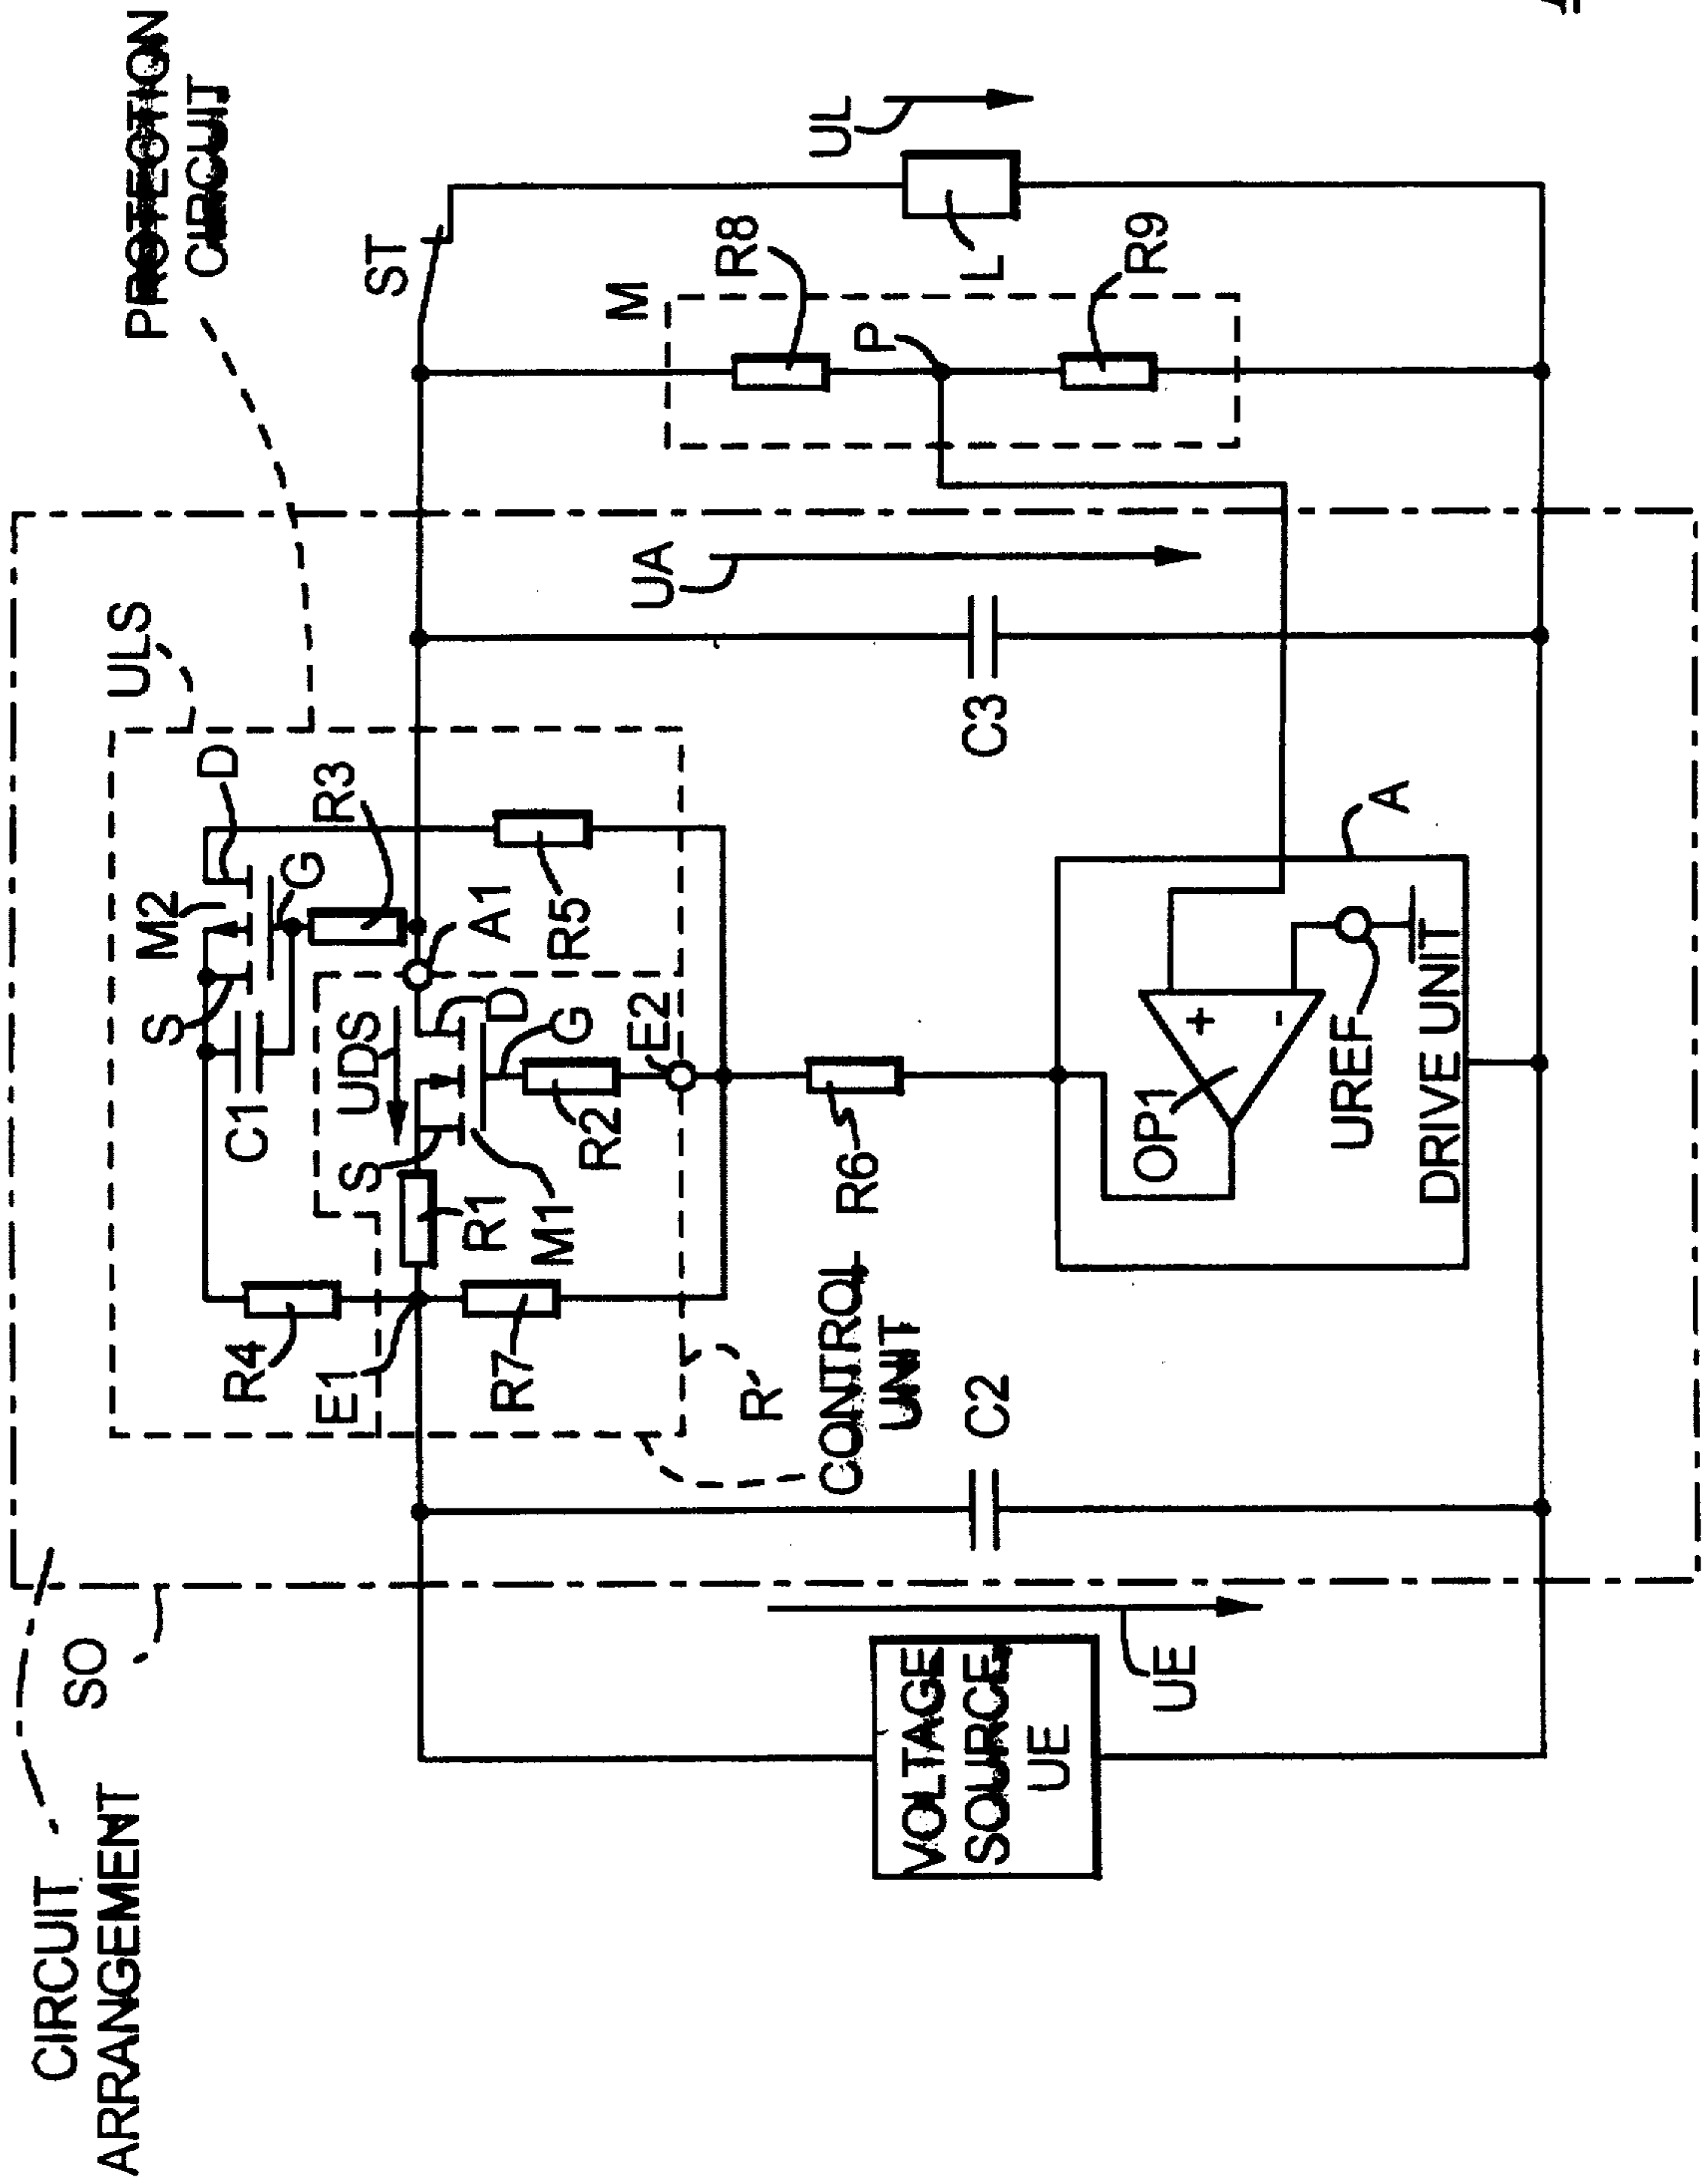 PROTECTION
CIRCUIT
CIRCUIT
ARRANGEMENT
SO
ULS
M2
D
S
G
C1
R3
R4
E1
UDS
S
D
G
A1
R1
M1
R2
E2
R5
R7
R
CONTROL
UNIT
R6
C2
C3
UA
ST
M
R8
P
R9
L
UL
VOLTAGE
SOURCE
UE
UE
A
OP1
+
-
UREF
DRIVE UNIT